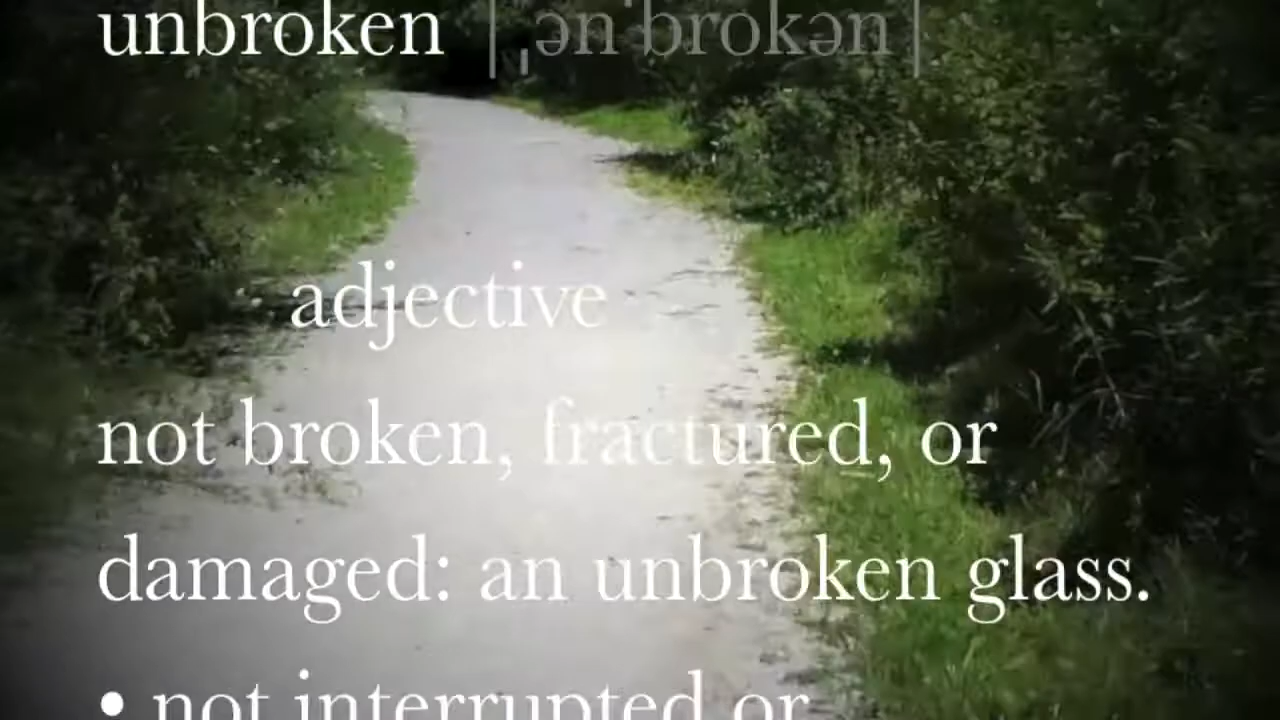 unbroken |ˌənˈbrokən|
adjective
not broken, fractured, or
damaged: an unbroken glass.
• not interrupted or